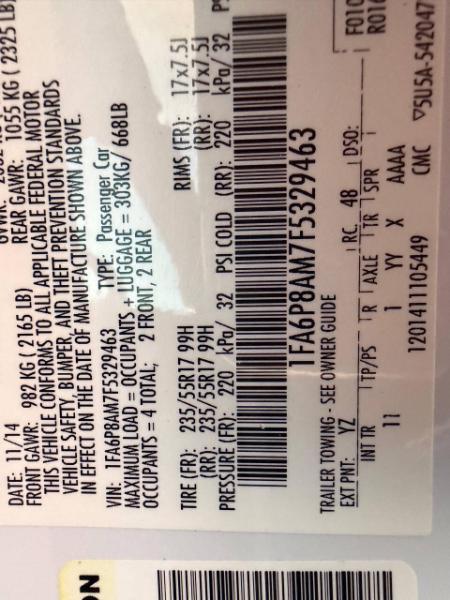 DATE: 11/14
FRONT GAWR: 982 KG ( 2165 LB) REAR GAWR: 1055 KG ( 2325 LB)
THIS VEHICLE CONFORMS TO ALL APPLICABLE FEDERAL MOTOR
VEHICLE SAFETY, BUMPER, AND THEFT PREVENTION STANDARDS
IN EFFECT ON THE DATE OF MANUFACTURE SHOWN ABOVE.
VIN: 1FA6P8AM7F5329463 TYPE: Passenger Car
MAXIMUM LOAD = OCCUPANTS + LUGGAGE = 303KG/ 668LB
OCCUPANTS = 4 TOTAL; 2 FRONT, 2 REAR
TIRE (FR): 235/55R17 99H RIMS (FR): 17x7.5J
(RR): 235/55R17 99H (RR): 17x7.5J
PRESSURE (FR): 220 kPa/ 32 PSI COLD (RR): 220 kPa/ 32
1FA6P8AM7F5329463
TRAILER TOWING - SEE OWNER GUIDE
EXT PNT: YZ RC: 48 DSO:
INT TR TP/PS R AXLE TR SPR
11 1 YY X AAAA
12014111105449 CMC ▽5U5A-542047
ON